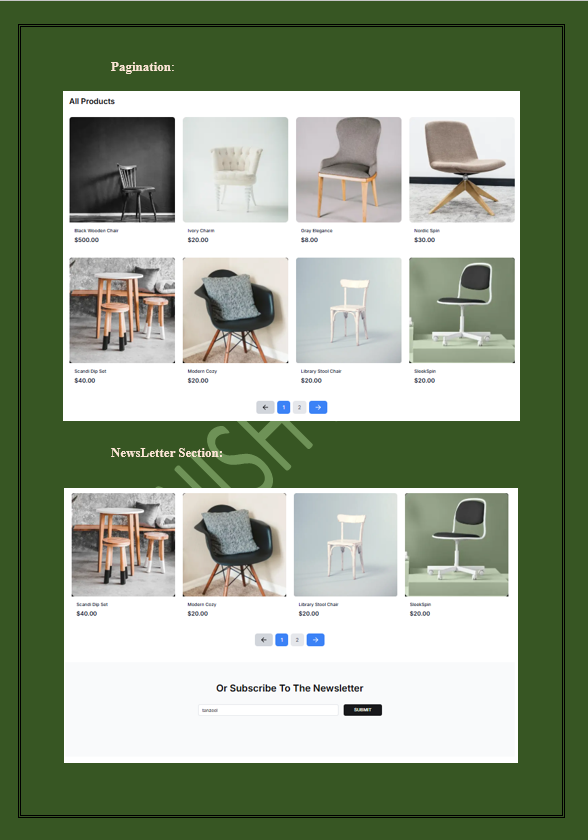 Pagination:
All Products
Black Wooden Chair
$500.00
Ivory Charm
$20.00
Gray Elegance
$8.00
Nordic Spin
$30.00
Scandi Dip Set
$40.00
Modern Cozy
$20.00
Library Stool Chair
$20.00
SleekSpin
$20.00
← 1 2 →
NewsLetter Section:
Scandi Dip Set
$40.00
Modern Cozy
$20.00
Library Stool Chair
$20.00
SleekSpin
$20.00
← 1 2 →
Or Subscribe To The Newsletter
SUBMIT